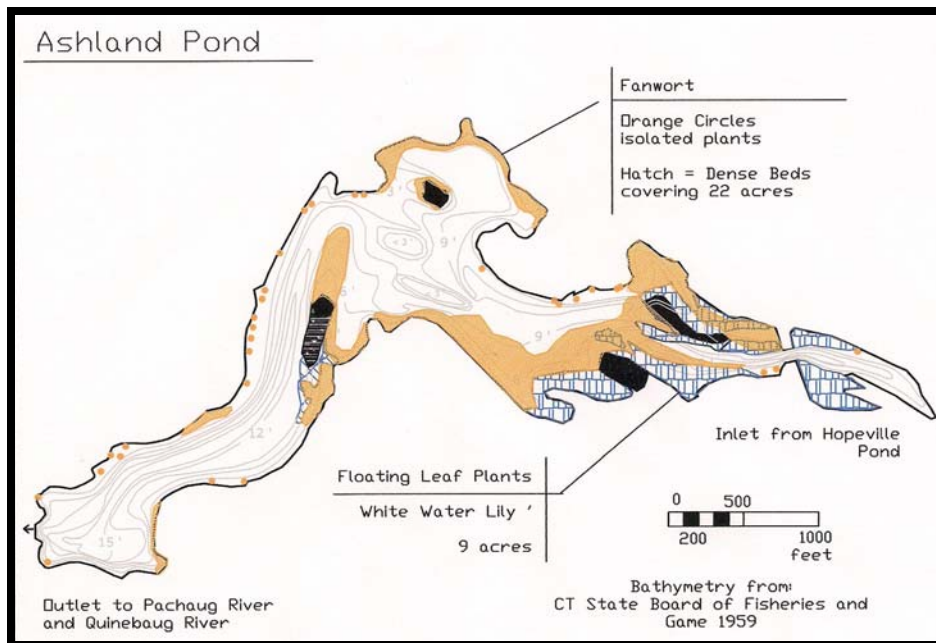 Ashland Pond
Fanwort
Orange Circles
isolated plants
Hatch = Dense Beds
covering 22 acres
3'
<3'
9'
9'
12'
15'
Inlet from Hopeville
Pond
Floating Leaf Plants
White Water Lily '
9 acres
0 500
200 1000
feet
Outlet to Pachaug River
and Quinebaug River
Bathymetry from:
CT State Board of Fisheries and
Game 1959